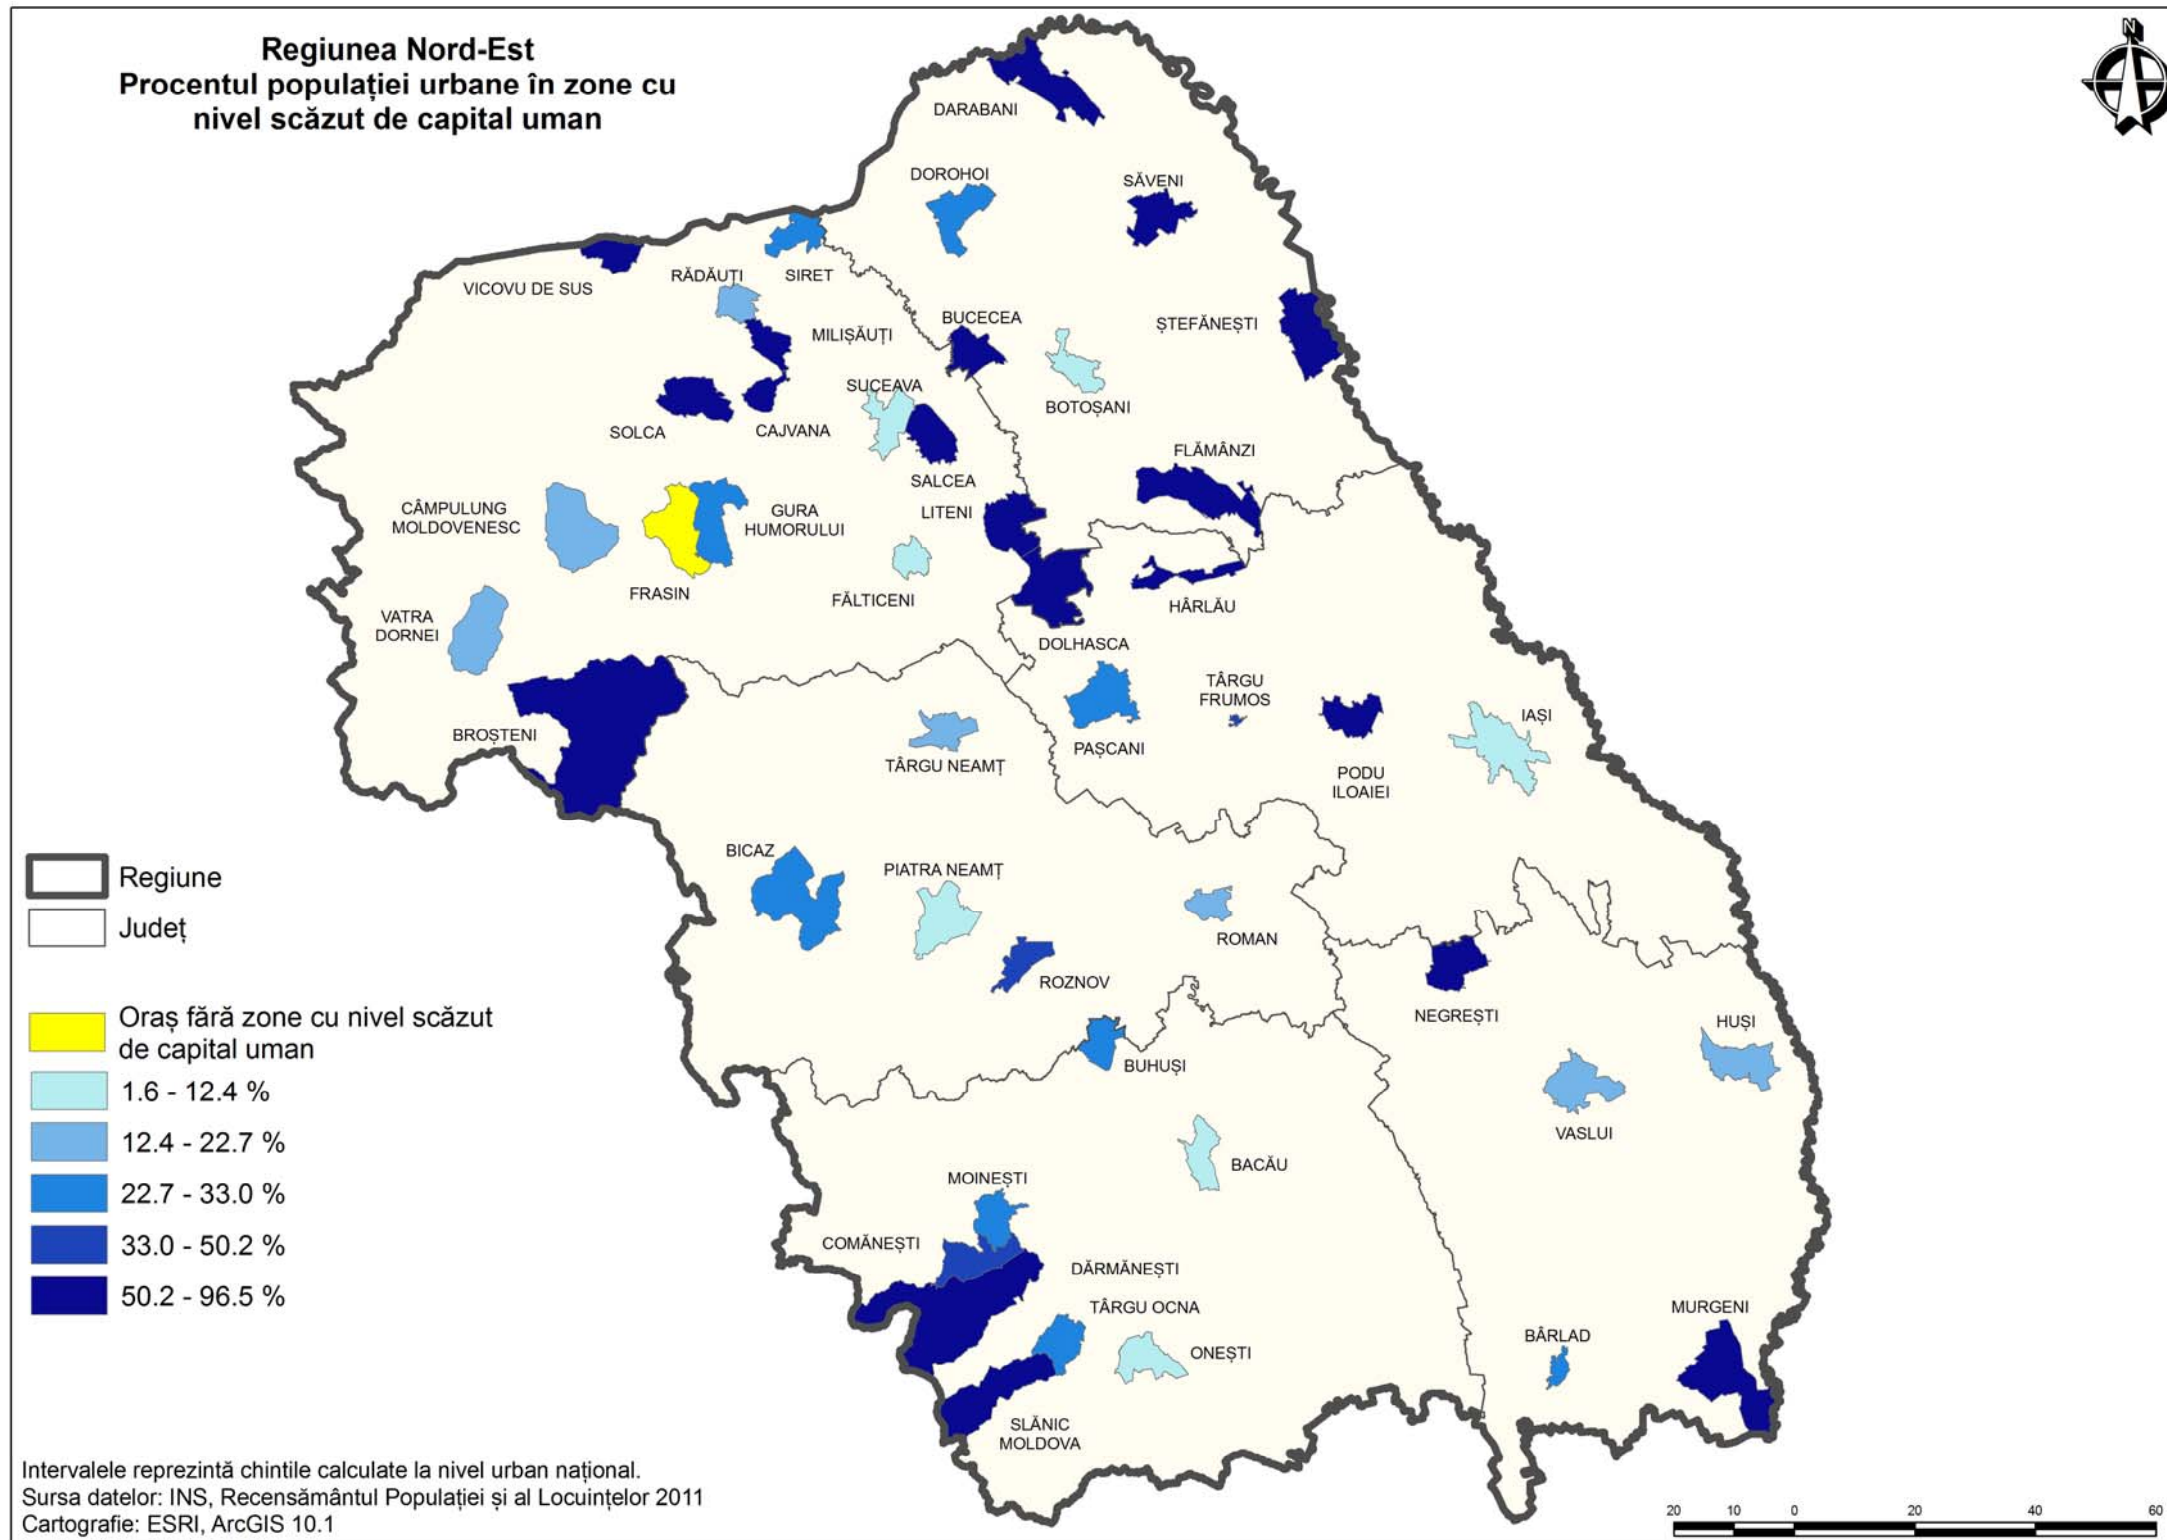 Regiunea Nord-Est
Procentul populației urbane în zone cu
nivel scăzut de capital uman
N
DARABANI
DOROHOI
SĂVENI
VICOVU DE SUS
RĂDĂUȚI
SIRET
MILIȘĂUȚI
BUCECEA
ȘTEFĂNEȘTI
SUCEAVA
BOTOȘANI
SOLCA
CAJVANA
FLĂMÂNZI
SALCEA
CÂMPULUNG
MOLDOVENESC
GURA
HUMORULUI
LITENI
FRASIN
FĂLTICENI
HÂRLĂU
VATRA
DORNEI
DOLHASCA
TÂRGU
FRUMOS
IAȘI
BROȘTENI
TÂRGU NEAMȚ
PAȘCANI
PODU
ILOAIEI
BICAZ
PIATRA NEAMȚ
ROMAN
ROZNOV
NEGREȘTI
HUȘI
BUHUȘI
VASLUI
BACĂU
MOINEȘTI
COMĂNEȘTI
DĂRMĂNEȘTI
TÂRGU OCNA
ONEȘTI
MURGENI
BÂRLAD
SLĂNIC
MOLDOVA
Regiune
Județ
Oraș fără zone cu nivel scăzut
de capital uman
1.6 - 12.4 %
12.4 - 22.7 %
22.7 - 33.0 %
33.0 - 50.2 %
50.2 - 96.5 %
Intervalele reprezintă chintile calculate la nivel urban național.
Sursa datelor: INS, Recensământul Populației și al Locuințelor 2011
Cartografie: ESRI, ArcGIS 10.1
20 10 0 20 40 60